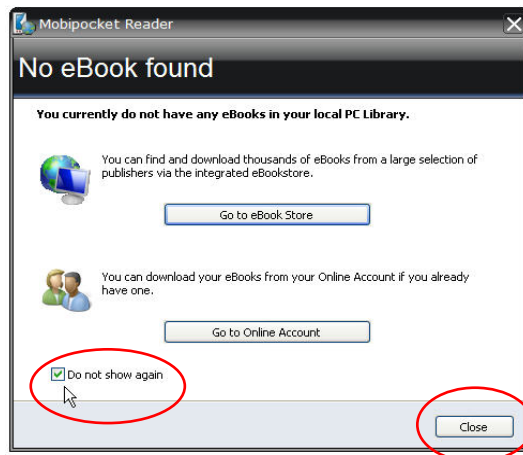 Mobipocket Reader
No eBook found
You currently do not have any eBooks in your local PC Library.
You can find and download thousands of eBooks from a large selection of
publishers via the integrated eBookstore.
Go to eBook Store
You can download your eBooks from your Online Account if you already
have one.
Go to Online Account
Do not show again
Close